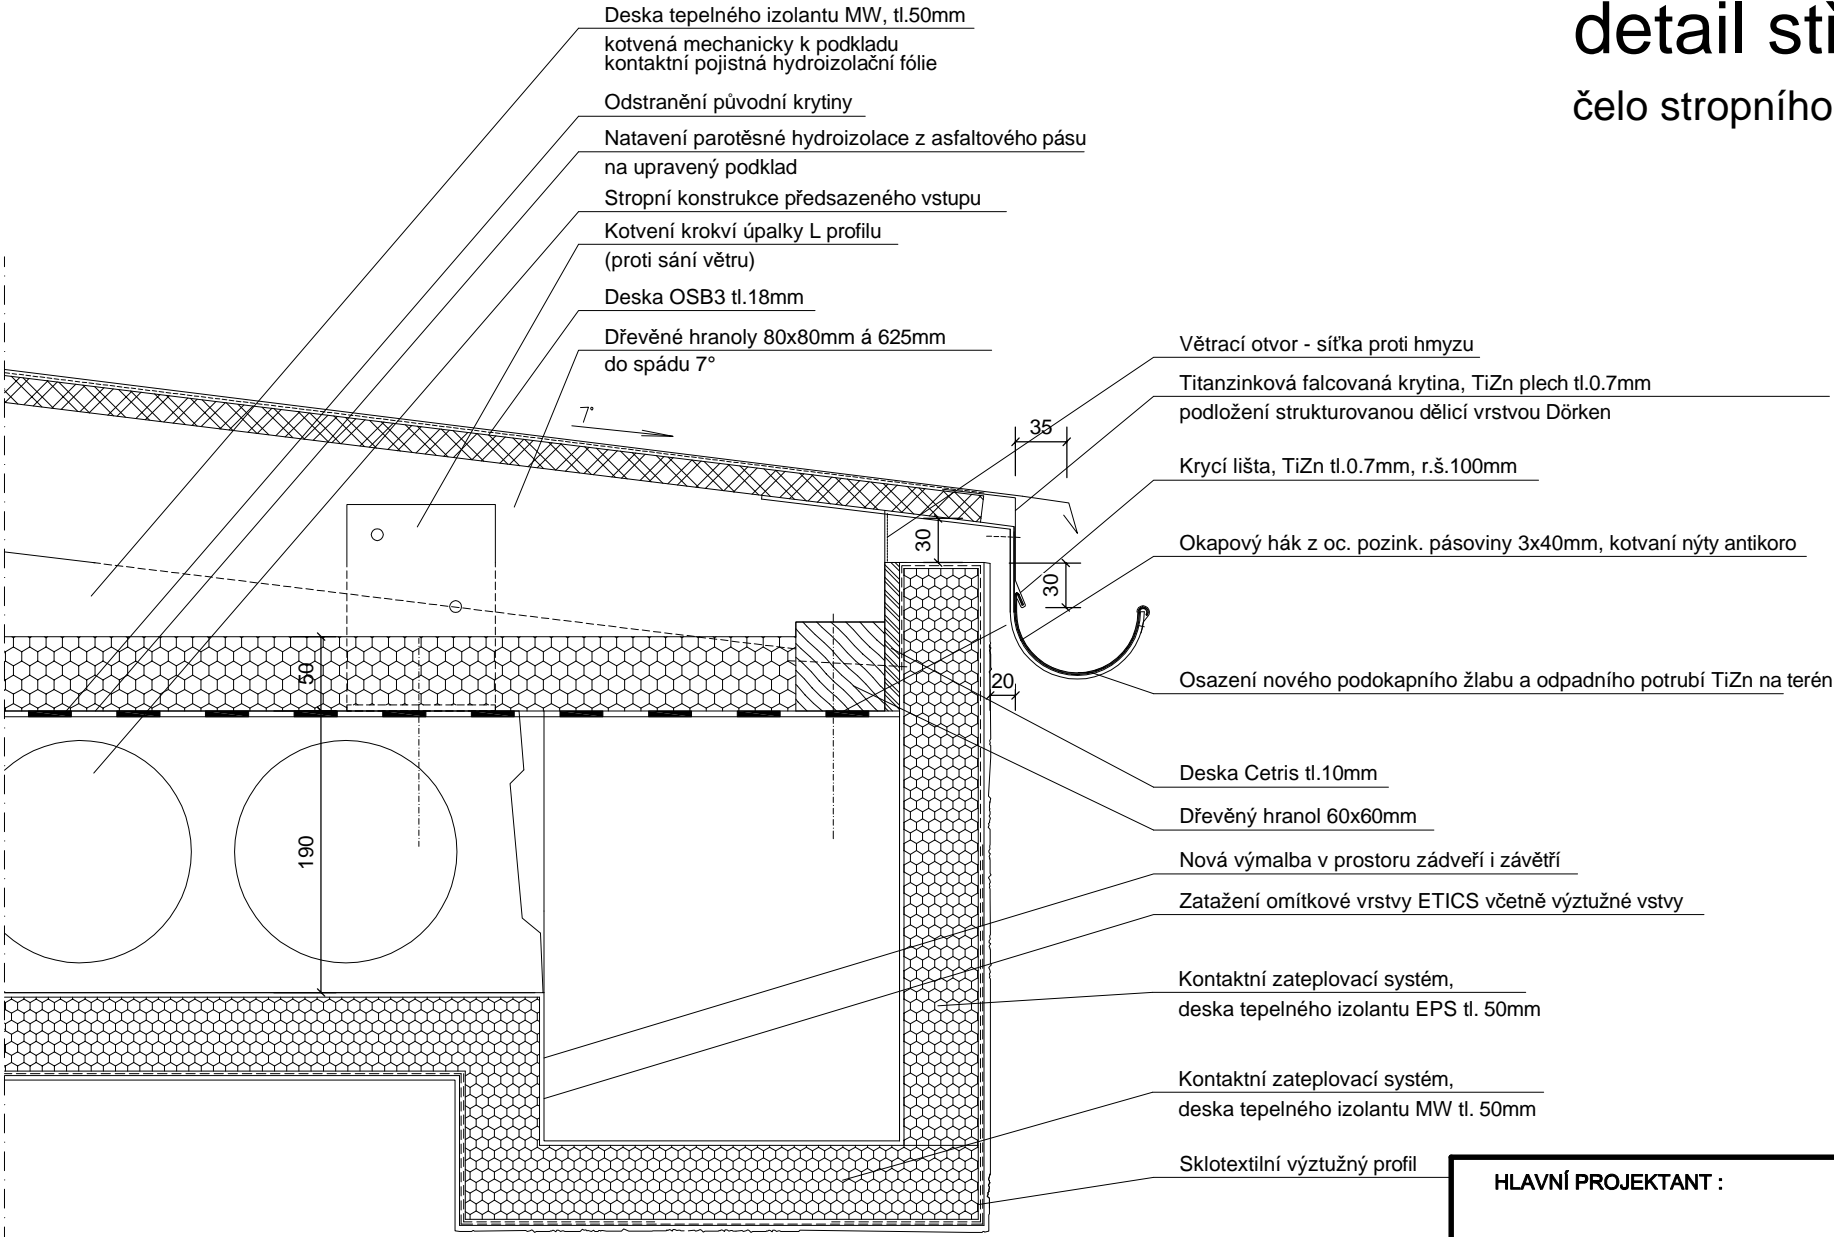 detail stř
čelo stropního
Deska tepelného izolantu MW, tl.50mm
kotvená mechanicky k podkladu
kontaktní pojistná hydroizolační fólie
Odstranění původní krytiny
Natavení parotěsné hydroizolace z asfaltového pásu
na upravený podklad
Stropní konstrukce předsazeného vstupu
Kotvení krokví úpalky L profilu
(proti sání větru)
Deska OSB3 tl.18mm
Dřevěné hranoly 80x80mm á 625mm
do spádu 7°
7°
Větrací otvor - síťka proti hmyzu
Titanzinková falcovaná krytina, TiZn plech tl.0.7mm
podložení strukturovanou dělicí vrstvou Dörken
35
Krycí lišta, TiZn tl.0.7mm, r.š.100mm
30
Okapový hák z oc. pozink. pásoviny 3x40mm, kotvaní nýty antikoro
30
50
20
Osazení nového podokapního žlabu a odpadního potrubí TiZn na terén
Deska Cetris tl.10mm
Dřevěný hranol 60x60mm
190
Nová výmalba v prostoru zádveří i závětří
Zatažení omítkové vrstvy ETICS včetně výztužné vstvy
Kontaktní zateplovací systém,
deska tepelného izolantu EPS tl. 50mm
Kontaktní zateplovací systém,
deska tepelného izolantu MW tl. 50mm
Sklotextilní výztužný profil
HLAVNÍ PROJEKTANT :